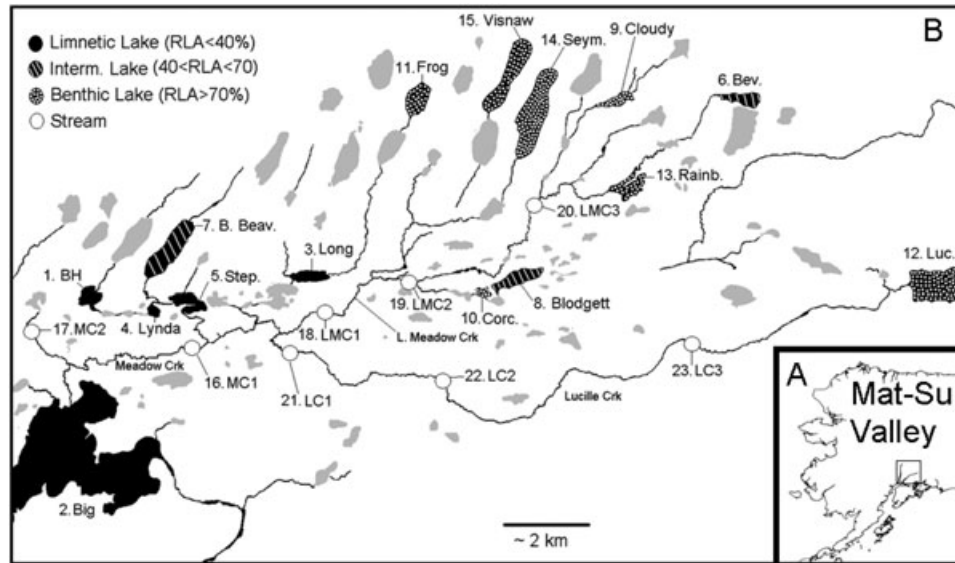 15. Visnaw
9. Cloudy
B
Limnetic Lake (RLA<40%)
14. Seym.
Interm. Lake (40<RLA<70)
11. Frog
6. Bev.
Benthic Lake (RLA>70%)
Stream
13. Rainb.
20. LMC3
7. B. Beav.
3. Long
12. Luc.
1. BH
5. Step.
19. LMC2
8. Blodgett
10. Corc.
4. Lynda
17. MC2
18. LMC1
L. Meadow Crk
Meadow Crk
16. MC1
21. LC1
22. LC2
23. LC3
Lucille Crk
A
Mat-Su
Valley
2. Big
~ 2 km